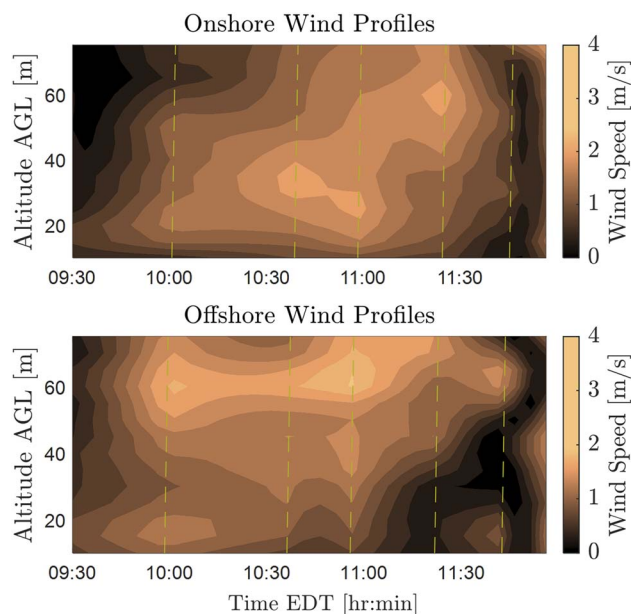 Onshore Wind Profiles
Altitude AGL [m]
60
40
20
09:30 10:00 10:30 11:00 11:30
4
3
2
1
0
Wind Speed [m/s]
Offshore Wind Profiles
Altitude AGL [m]
60
40
20
09:30 10:00 10:30 11:00 11:30
4
3
2
1
0
Wind Speed [m/s]
Time EDT [hr:min]